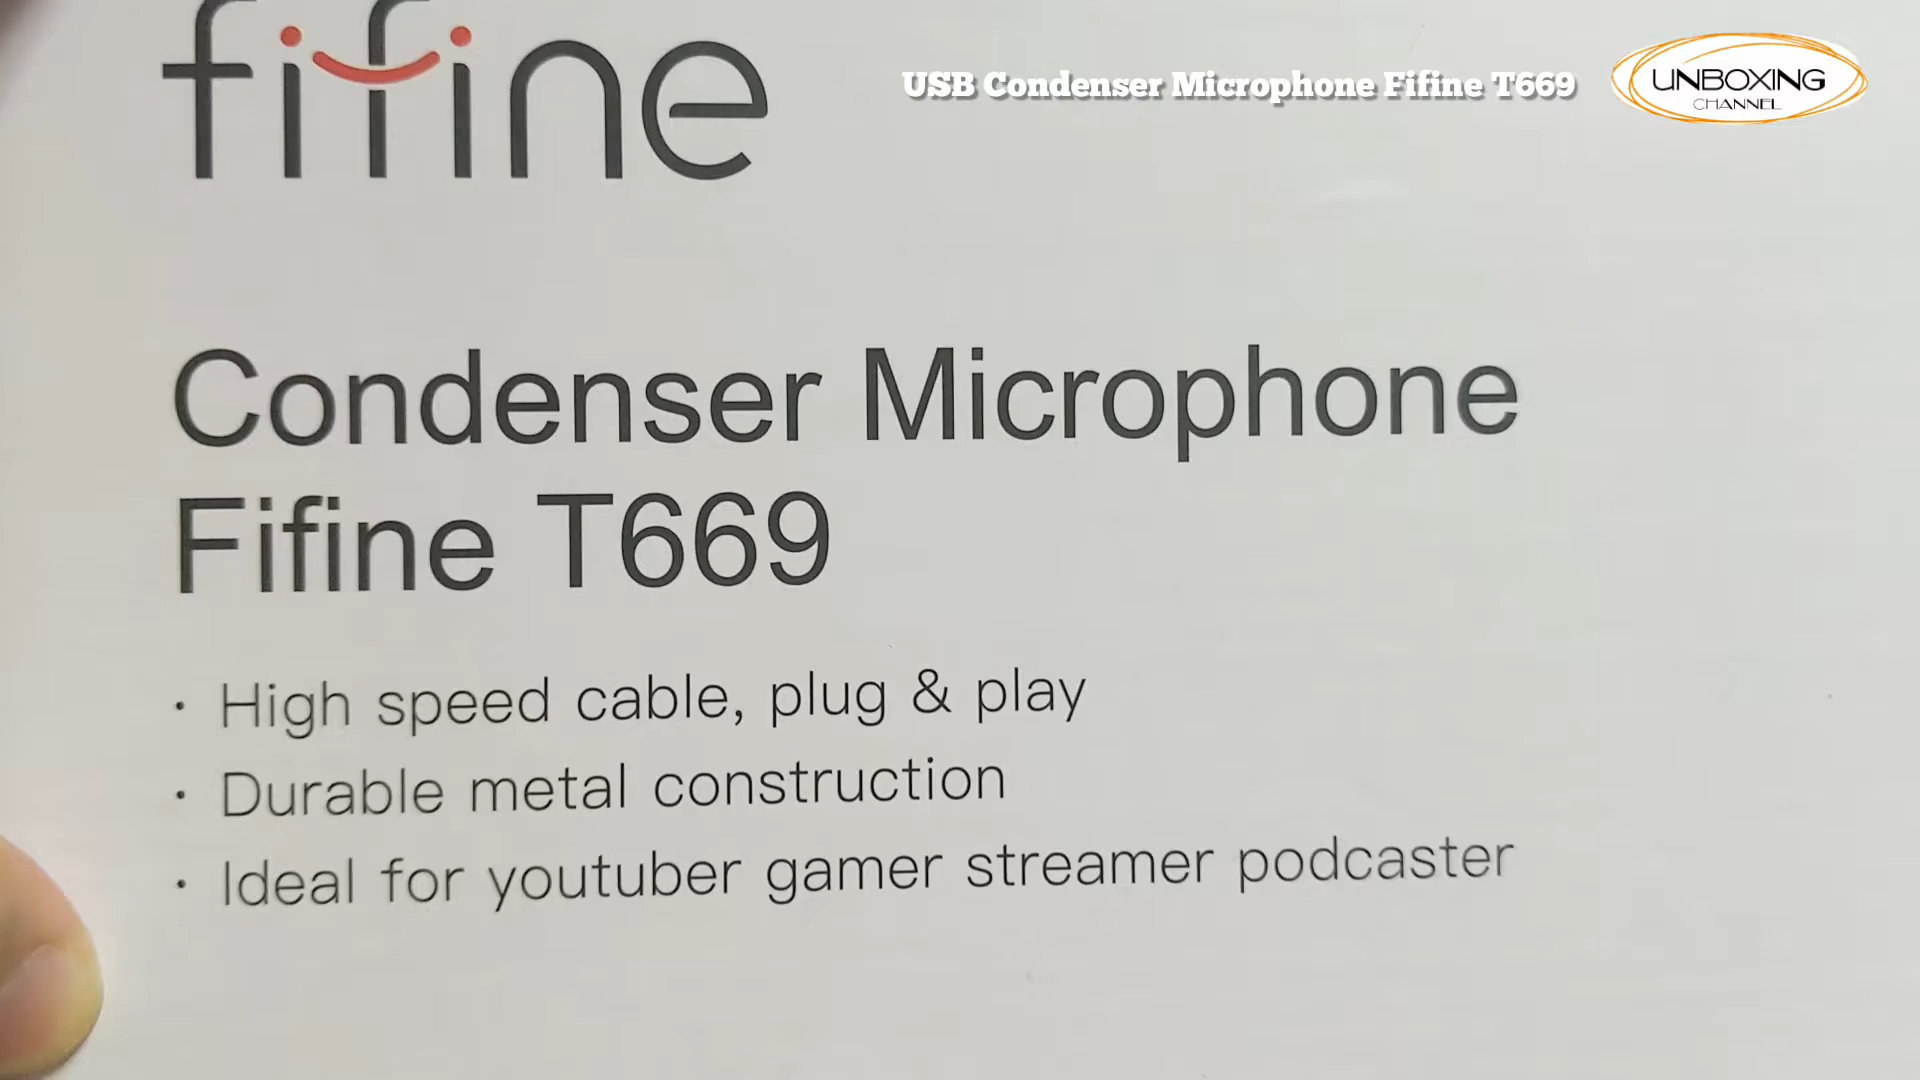 fifine
USB Condenser Microphone Fifine T669
UNBOXING
CHANNEL
Condenser Microphone
Fifine T669
· High speed cable, plug & play
· Durable metal construction
· Ideal for youtuber gamer streamer podcaster